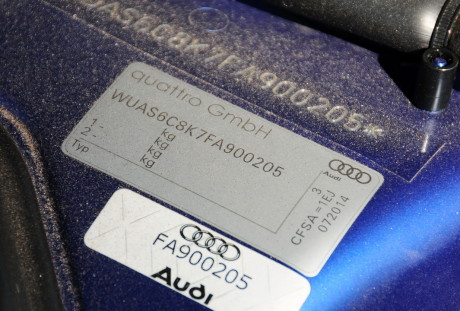 WUAS6C8K7FA900205*
quattro GmbH
WUAS6C8K7FA900205
1 - kg
2 - kg
kg
Typ kg
Audi
3
CFSA =1EJ
072014
FA900205
Audi